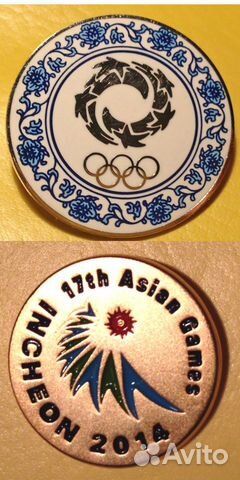 17th Asian Games
INCHEON 2014
Avito